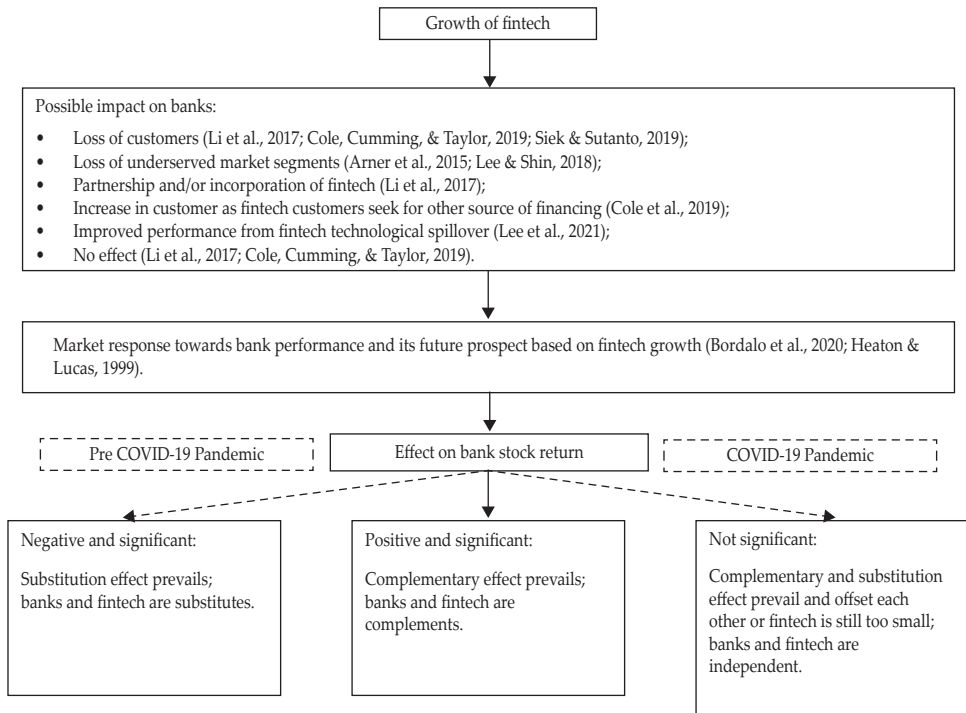 Growth of fintech
Possible impact on banks:
• Loss of customers (Li et al., 2017; Cole, Cumming, & Taylor, 2019; Siek & Sutanto, 2019);
• Loss of underserved market segments (Arner et al., 2015; Lee & Shin, 2018);
• Partnership and/or incorporation of fintech (Li et al., 2017);
• Increase in customer as fintech customers seek for other source of financing (Cole et al., 2019);
• Improved performance from fintech technological spillover (Lee et al., 2021);
• No effect (Li et al., 2017; Cole, Cumming, & Taylor, 2019).
Market response towards bank performance and its future prospect based on fintech growth (Bordalo et al., 2020; Heaton &
Lucas, 1999).
Pre COVID-19 Pandemic
Effect on bank stock return
COVID-19 Pandemic
Negative and significant:
Substitution effect prevails;
banks and fintech are substitutes.
Positive and significant:
Complementary effect prevails;
banks and fintech are
complements.
Not significant:
Complementary and substitution
effect prevail and offset each
other or fintech is still too small;
banks and fintech are
independent.